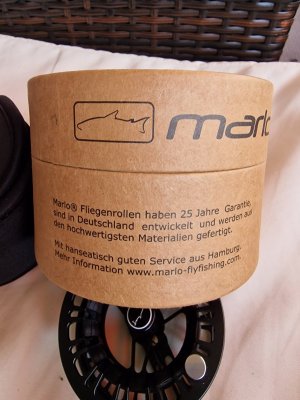 marlo
Marlo® Fliegenrollen haben 25 Jahre Garantie,
sind in Deutschland entwickelt und werden aus
den hochwertigsten Materialien gefertigt.
Mit hanseatisch guten Service aus Hamburg.
Mehr Information www.marlo-flyfishing.com.